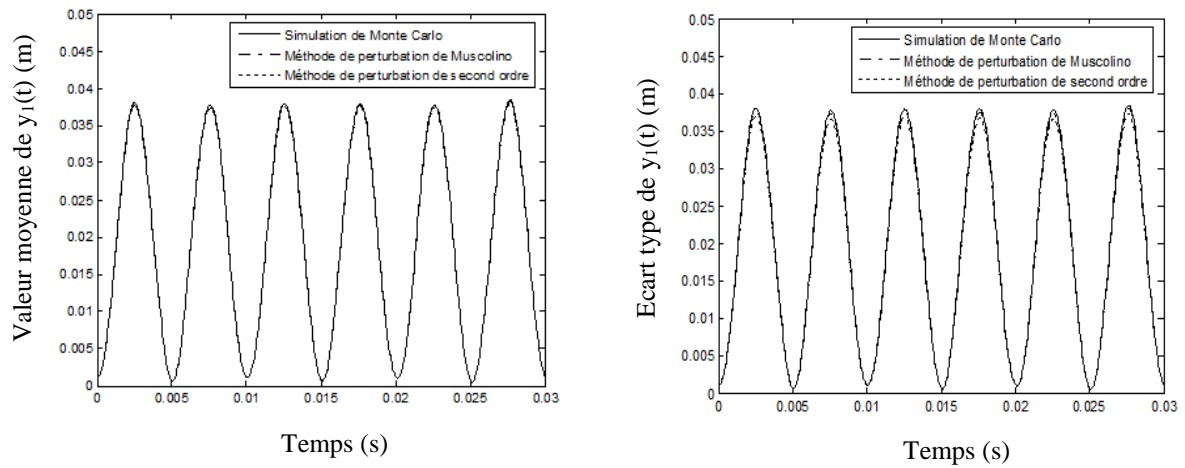 Valeur moyenne de y1(t) (m)
0.05
0.045
0.04
0.035
0.03
0.025
0.02
0.015
0.01
0.005
0
Simulation de Monte Carlo
Méthode de perturbation de Muscolino
Méthode de perturbation de second ordre
0 0.005 0.01 0.015 0.02 0.025 0.03
Temps (s)
Ecart type de y1(t) (m)
0.05
0.045
0.04
0.035
0.03
0.025
0.02
0.015
0.01
0.005
0
Simulation de Monte Carlo
Méthode de perturbation de Muscolino
Méthode de perturbation de second ordre
0 0.005 0.01 0.015 0.02 0.025 0.03
Temps (s)